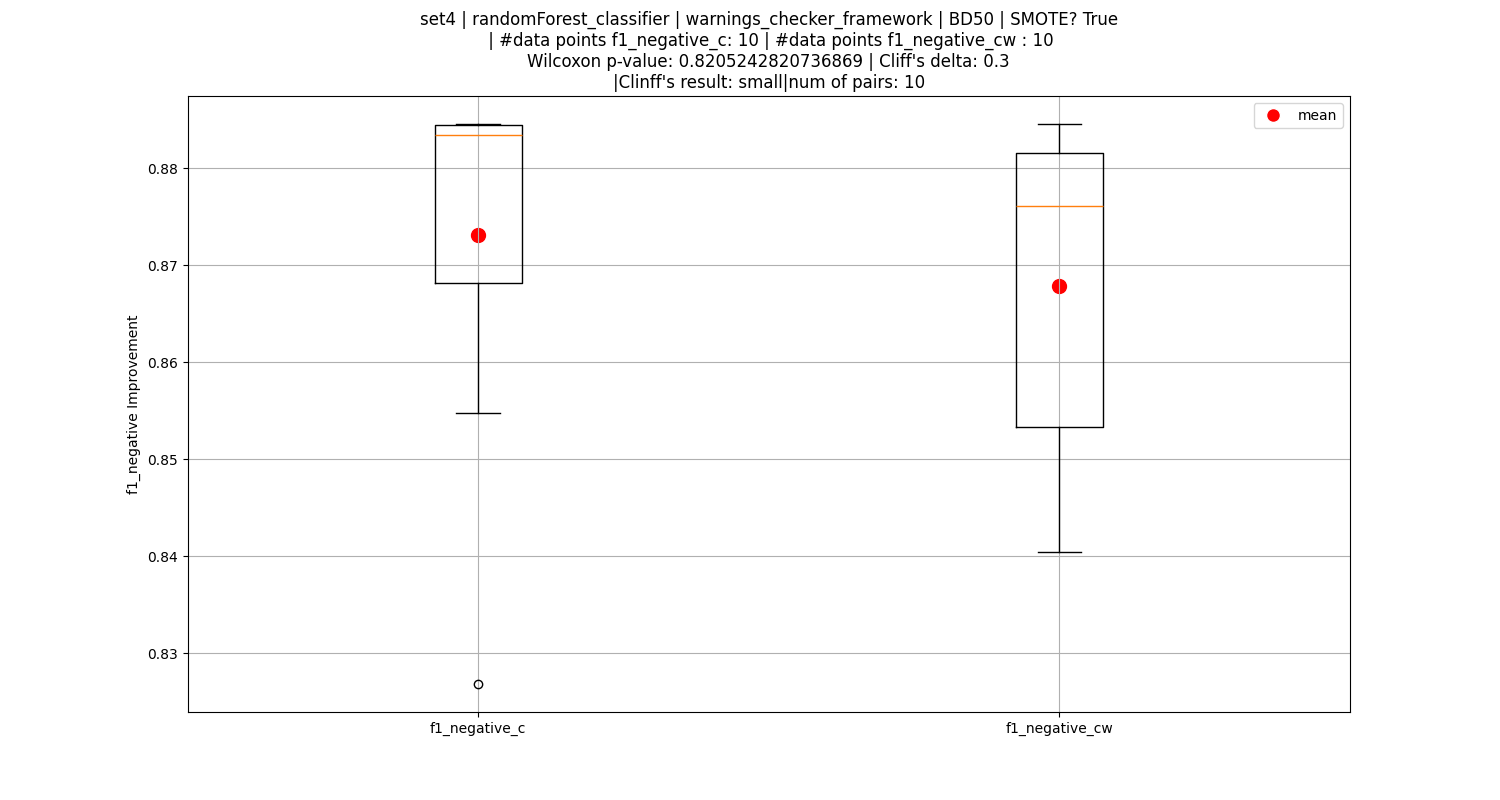 set4 | randomForest_classifier | warnings_checker_framework | BD50 | SMOTE? True
| #data points f1_negative_c: 10 | #data points f1_negative_cw : 10
Wilcoxon p-value: 0.8205242820736869 | Cliff's delta: 0.3
|Clinff's result: small|num of pairs: 10
mean
0.88
0.87
0.86
0.85
0.84
0.83
f1_negative Improvement
f1_negative_c
f1_negative_cw